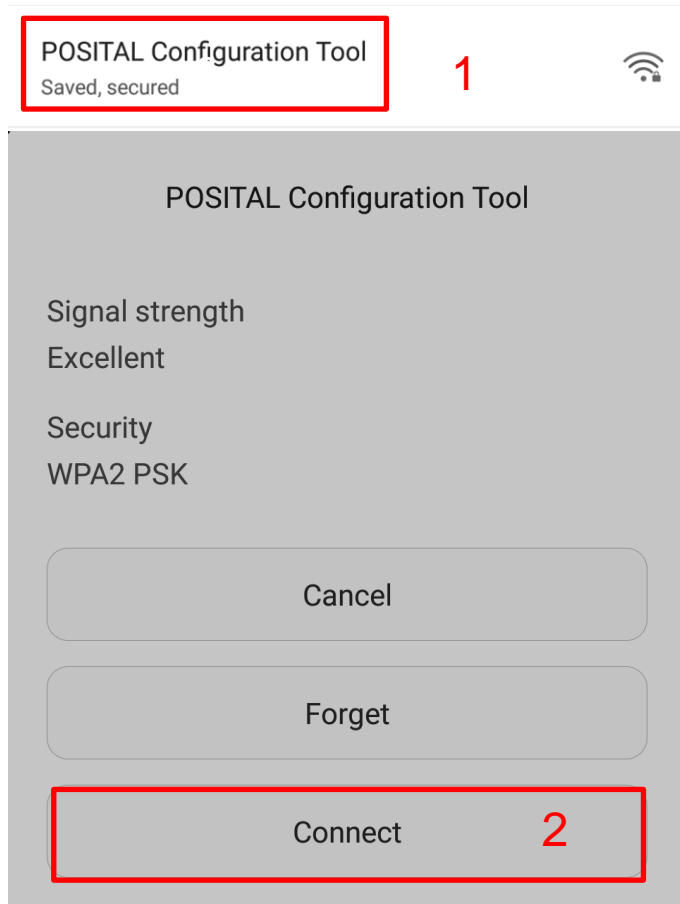 POSITAL Configuration Tool
Saved, secured
1
POSITAL Configuration Tool
Signal strength
Excellent
Security
WPA2 PSK
Cancel
Forget
Connect
2